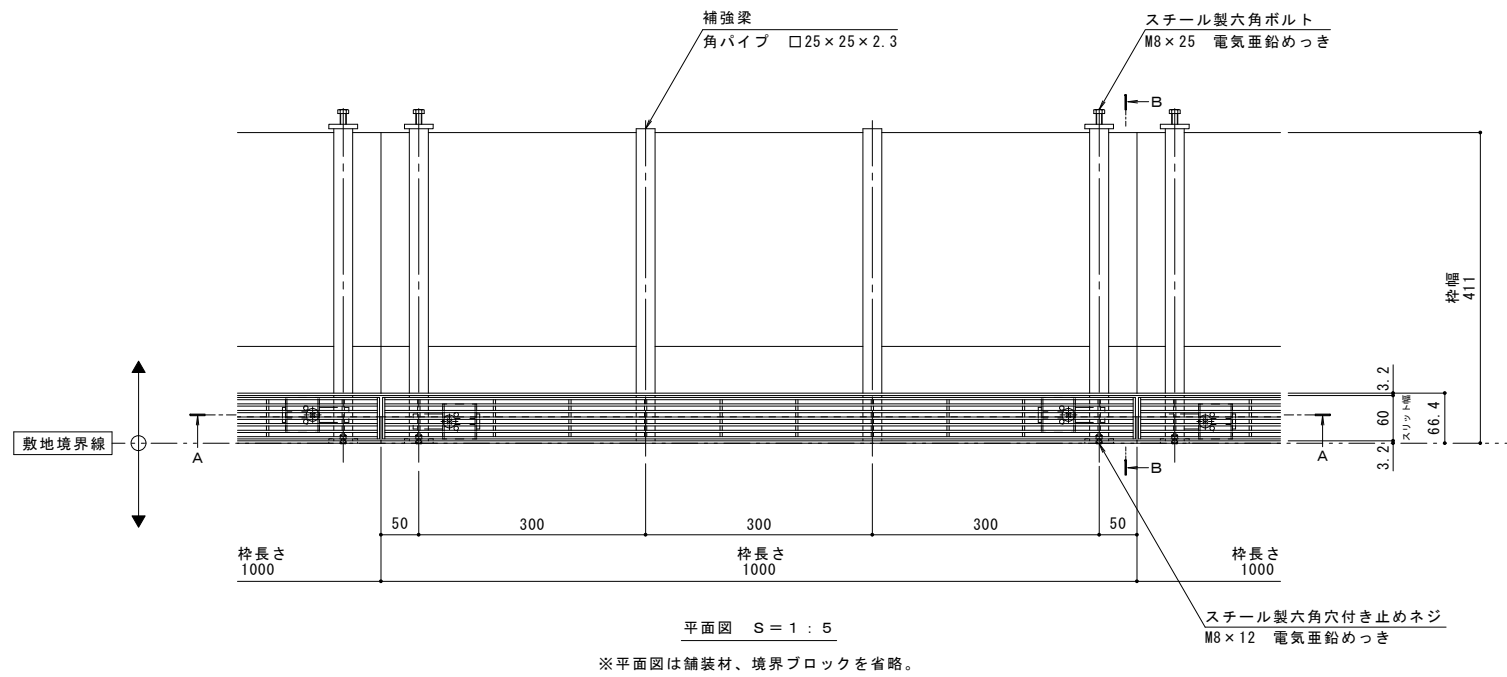 補強梁
角パイプ □25×25×2.3
スチール製六角ボルト
M8×25 電気亜鉛めっき
B
枠幅
411
3.2
60
スリット幅
66.4
3.2
敷地境界線
A
A
B
50
300
300
300
50
枠長さ
1000
枠長さ
1000
枠長さ
1000
スチール製六角穴付き止めネジ
M8×12 電気亜鉛めっき
平面図 S=1:5
※平面図は舗装材、境界ブロックを省略。